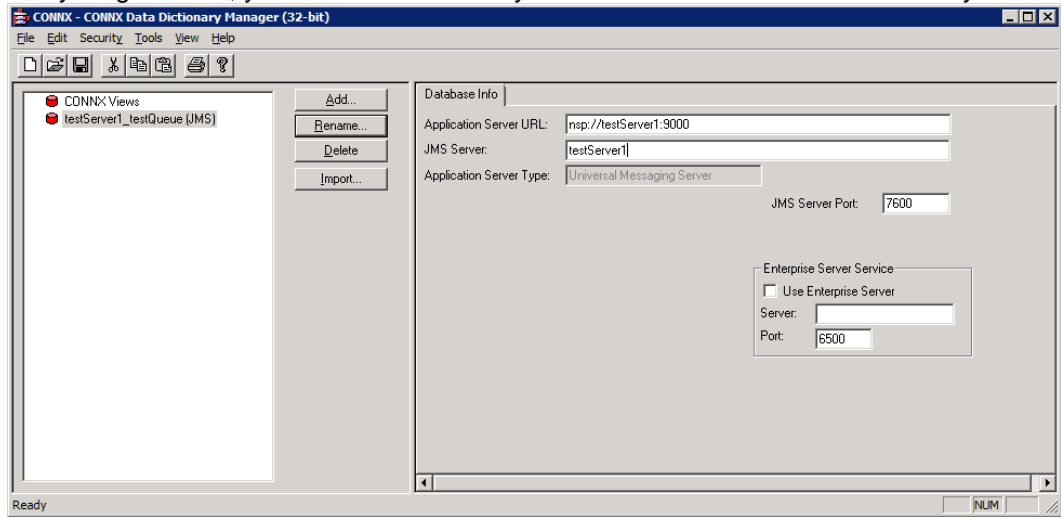 CONNX - CONNX Data Dictionary Manager (32-bit)
File Edit Security Tools View Help
CONNX Views
testServer1_testQueue (JMS)
Add...
Rename...
Delete
Import...
Database Info
Application Server URL: nsp://testServer1:9000
JMS Server: testServer1
Application Server Type: Universal Messaging Server
JMS Server Port: 7600
Enterprise Server Service
Use Enterprise Server
Server:
Port: 6500
Ready
NUM